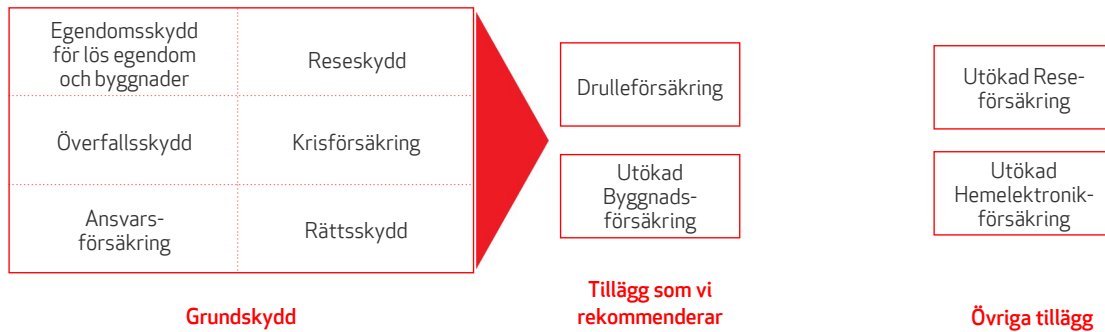 Egendomsskydd
för lös egendom
och byggnader
Reseskydd
Överfallsskydd
Krisförsäkring
Ansvars-
försäkring
Rättsskydd
Grundskydd
Drulleförsäkring
Utökad
Byggnads-
försäkring
Tillägg som vi
rekommenderar
Utökad Rese-
försäkring
Utökad
Hemelektronik-
försäkring
Övriga tillägg